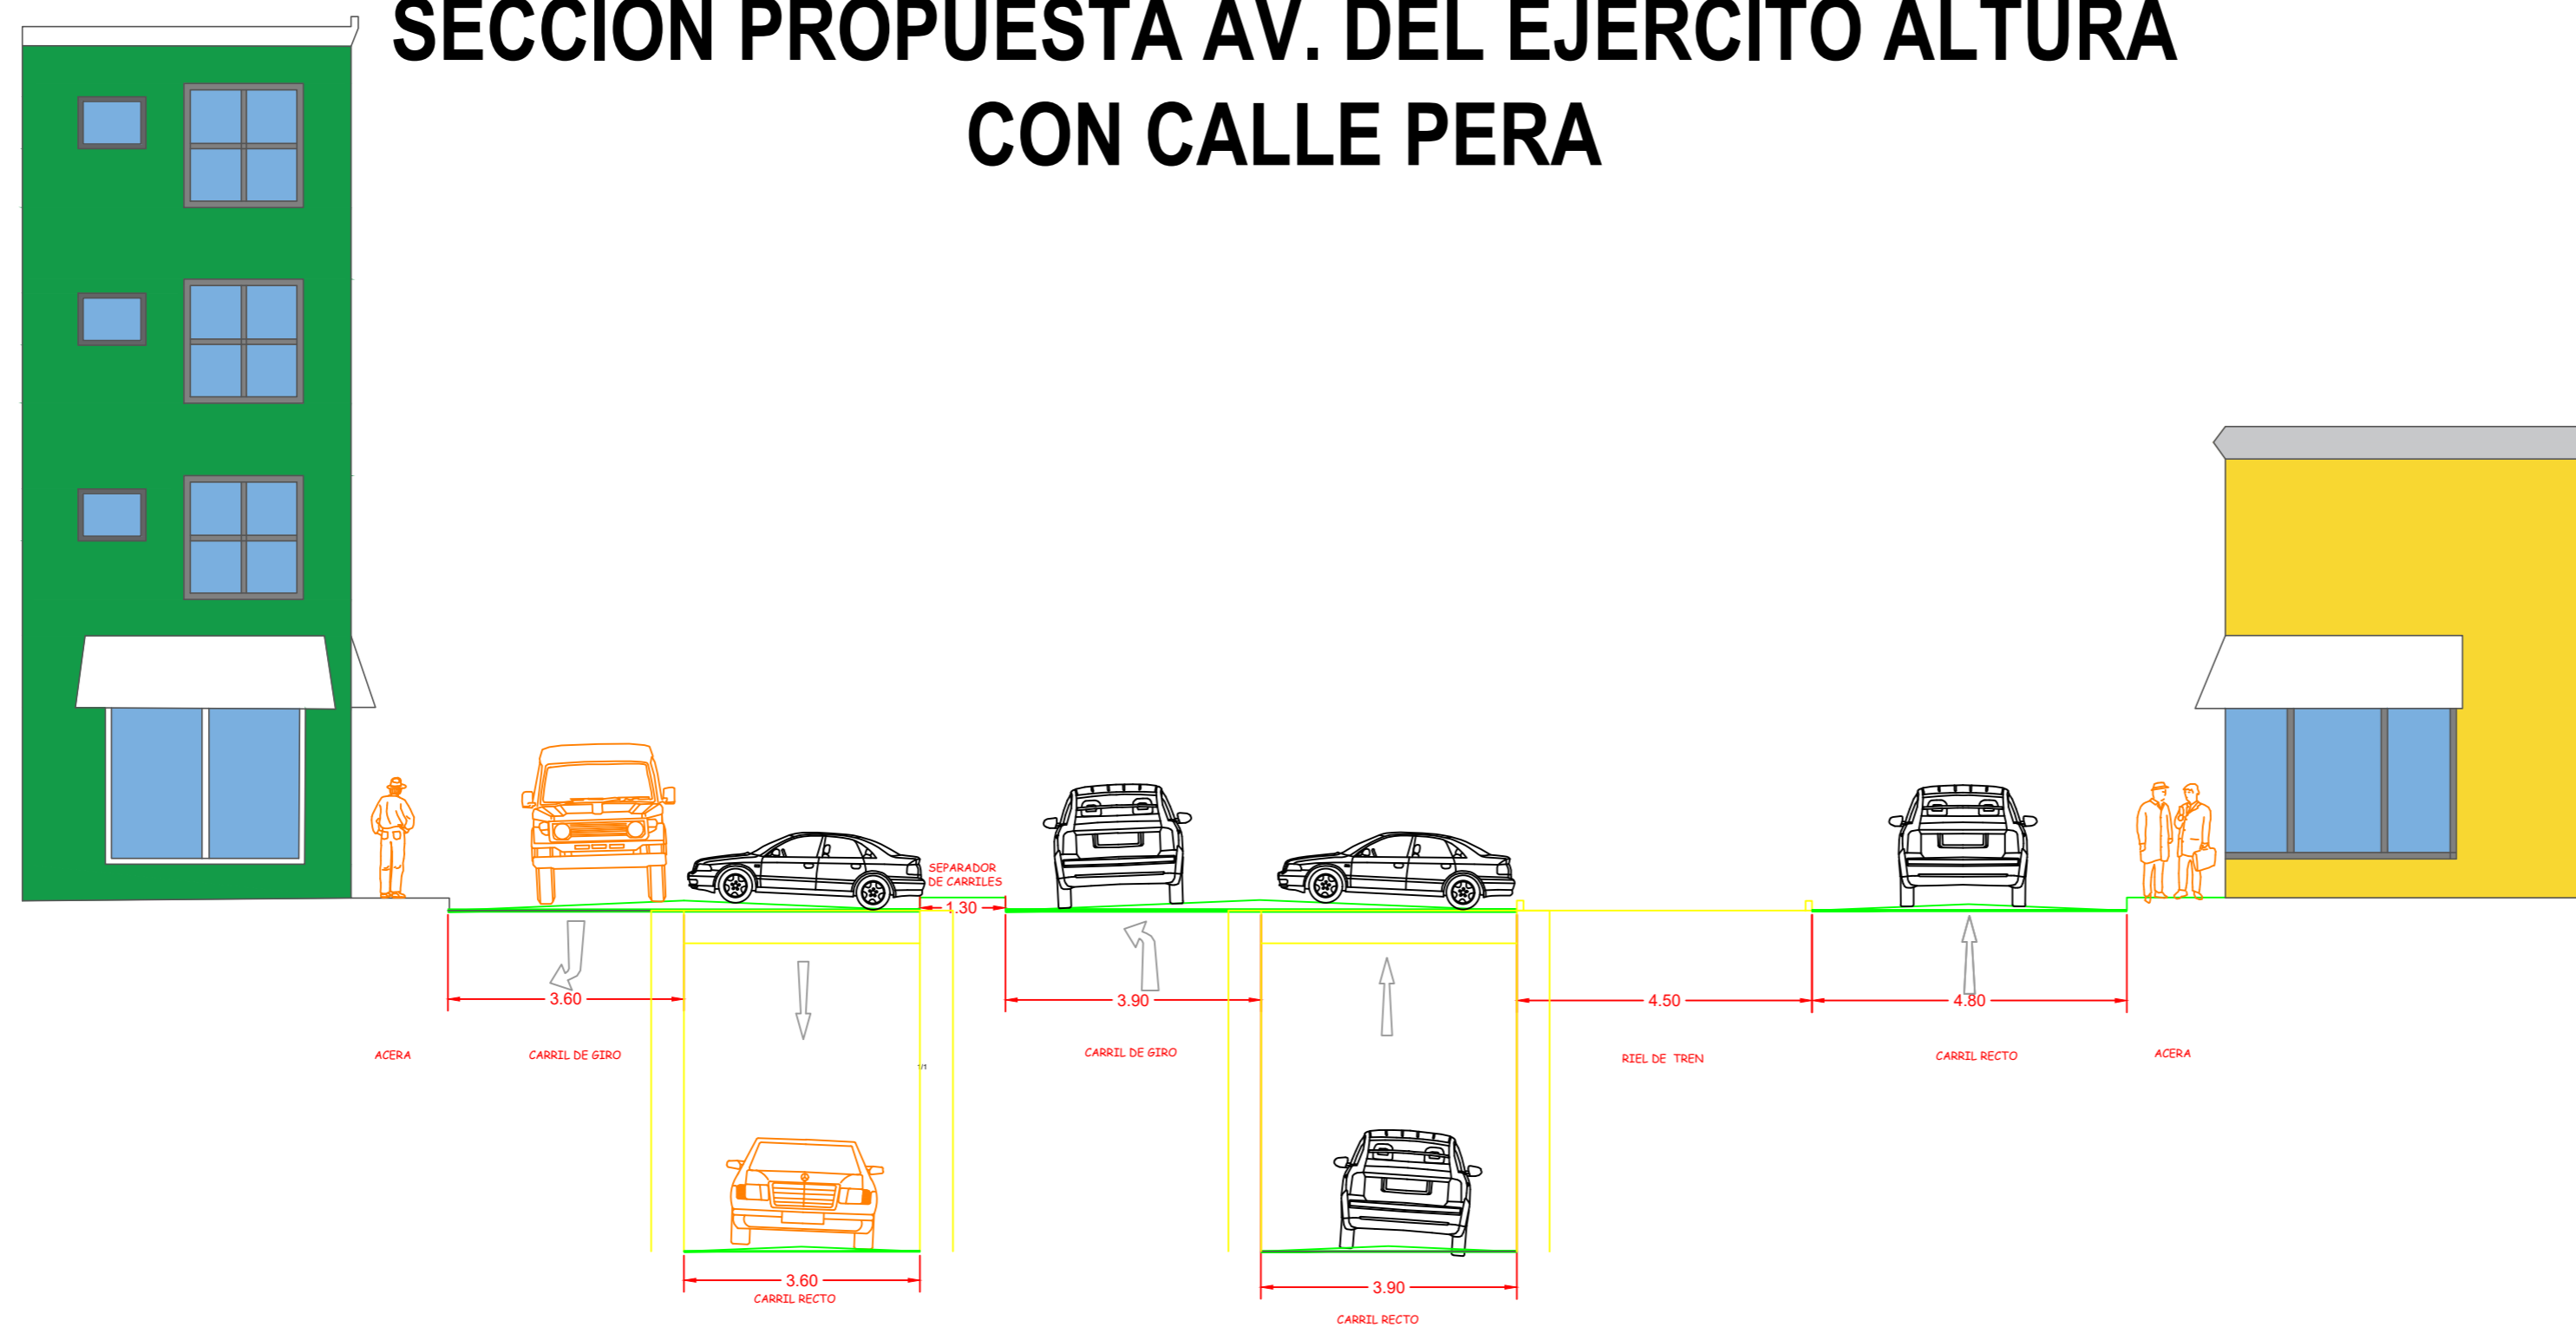 SECCION PROPUESTA AV. DEL EJERCITO ALTURA
CON CALLE PERA
SEPARADOR
DE CARRILES
1.30
3.60
3.90
4.50
4.80
ACERA
CARRIL DE GIRO
CARRIL DE GIRO
RIEL DE TREN
CARRIL RECTO
ACERA
1/1
3.60
CARRIL RECTO
3.90
CARRIL RECTO